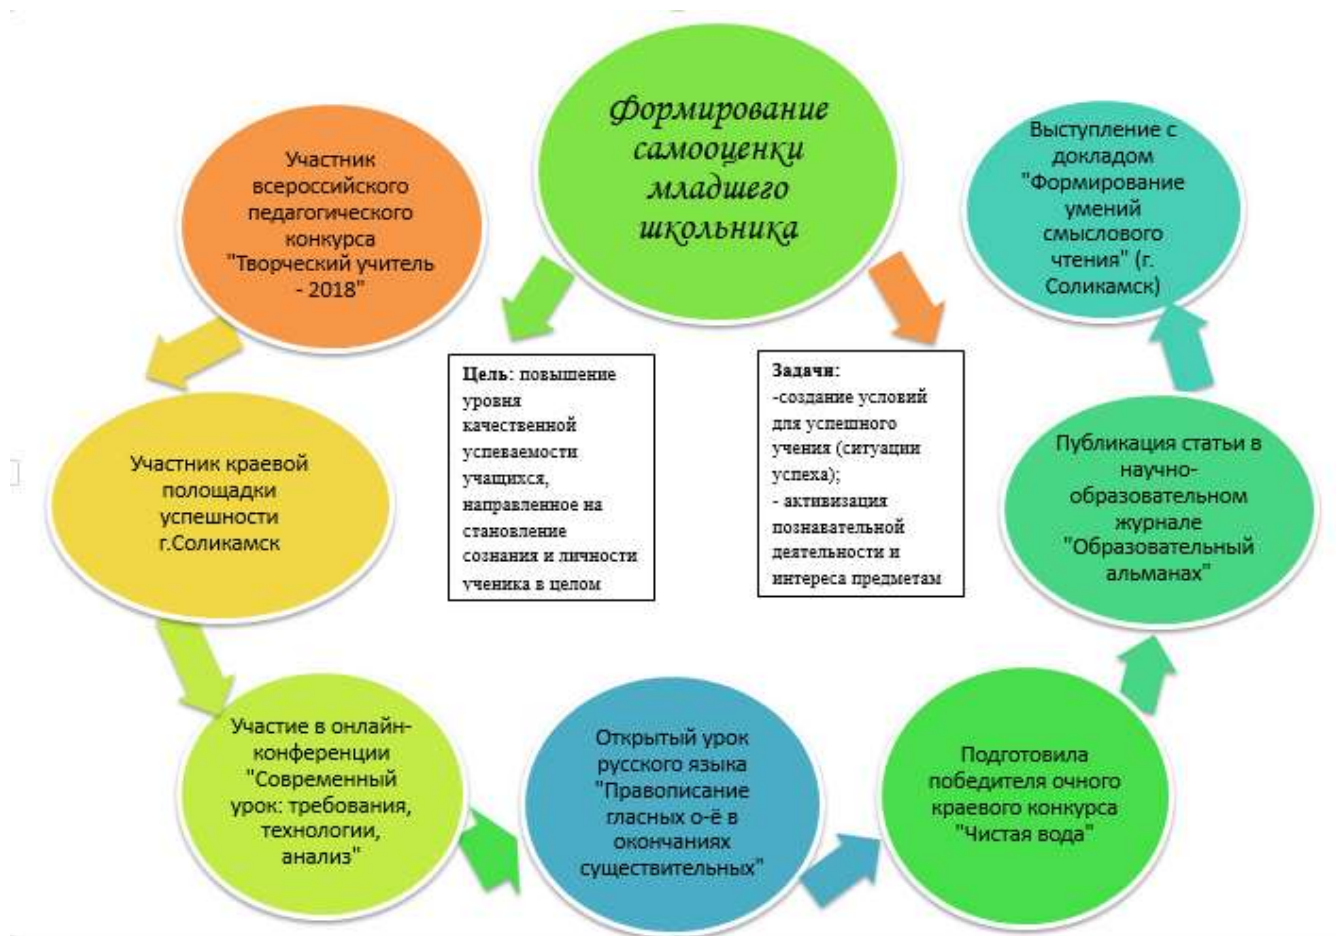 Формирование
самооценки
младшего
школьника
Участник
всероссийского
педагогического
конкурса
"Творческий учитель
- 2018"
Участник краевой
полощадки
успешности
г.Соликамск
Участие в онлайн-
конференции
"Современный
урок: требования,
технологии,
анализ"
Открытый урок
русского языка
"Правописание
гласных о-ё в
окончаниях
существительных"
Подготовила
победителя очного
краевого конкурса
"Чистая вода"
Публикация статьи в
научно-
образовательном
журнале
"Образовательный
альманах"
Выступление с
докладом
"Формирование
умений
смыслового
чтения" (г.
Соликамск)
Цель: повышение
уровня
качественной
успеваемости
учащихся,
направленное на
становление
сознания и личности
ученика в целом
Задачи:
-создание условий
для успешного
учения (ситуации
успеха);
- активизация
познавательной
деятельности и
интереса предметам